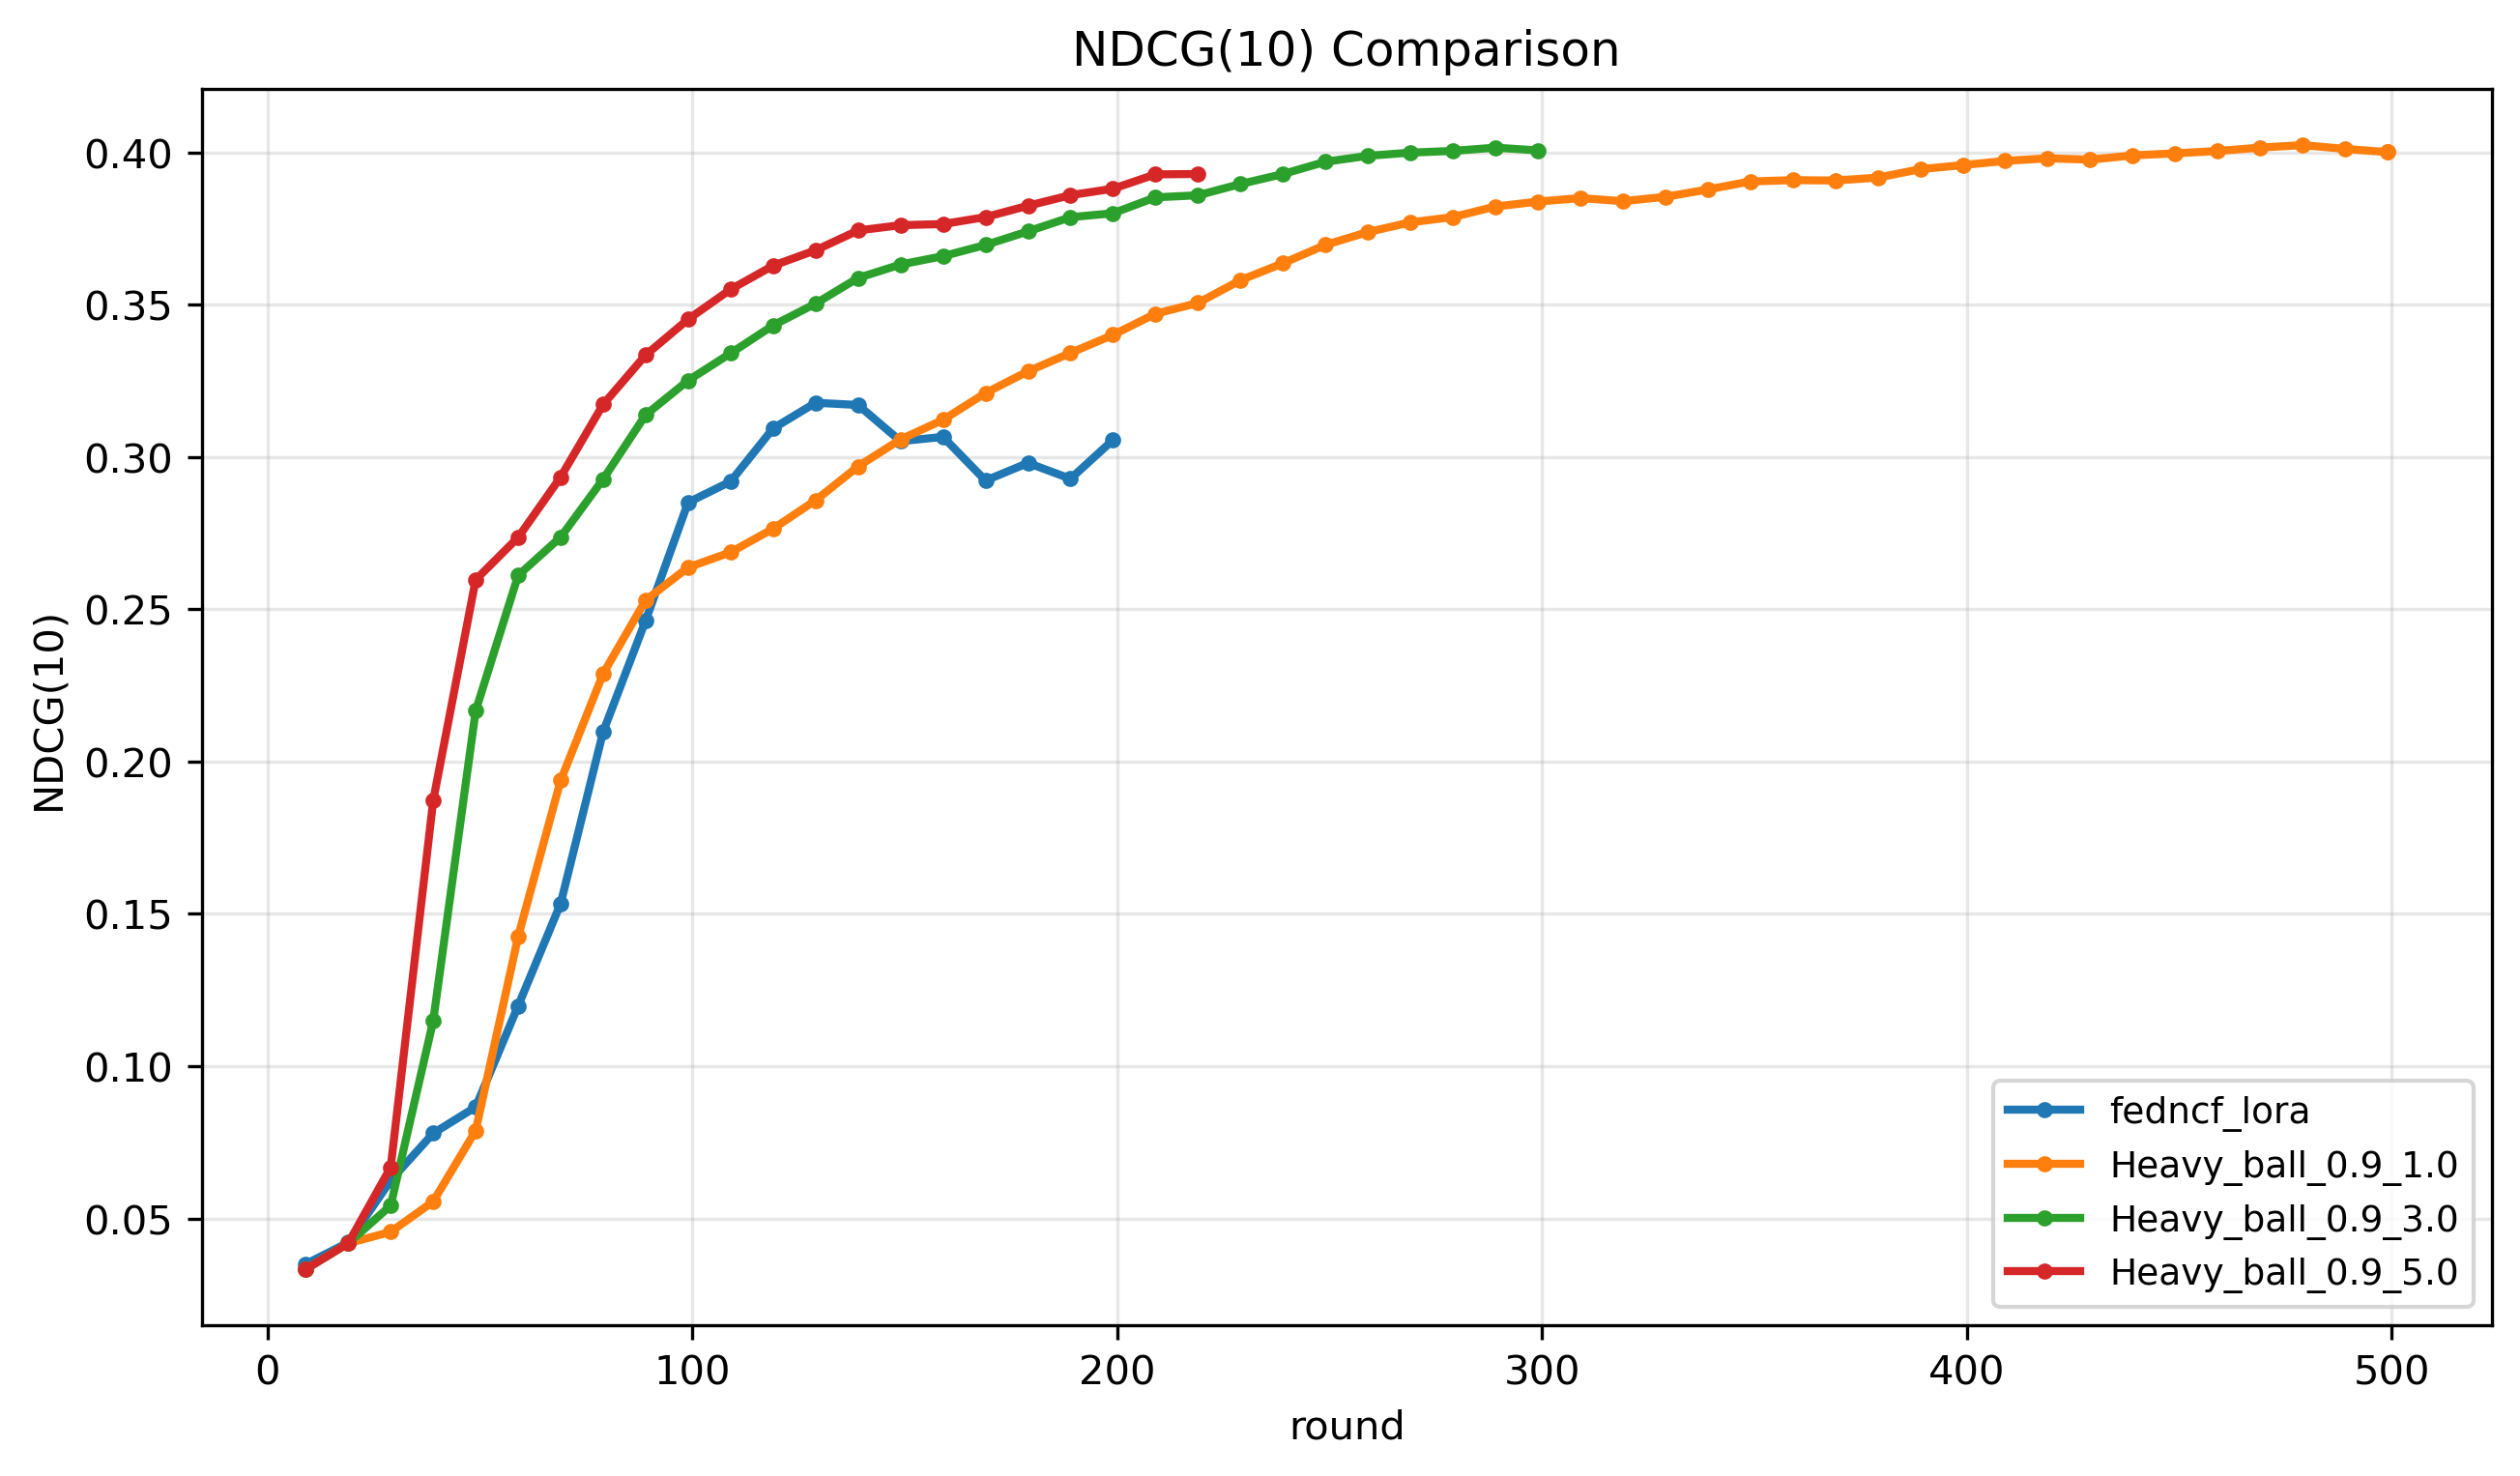 NDCG(10) Comparison
NDCG(10)
0.40
0.35
0.30
0.25
0.20
0.15
0.10
0.05
0 100 200 300 400 500
round
fedncf_lora
Heavy_ball_0.9_1.0
Heavy_ball_0.9_3.0
Heavy_ball_0.9_5.0